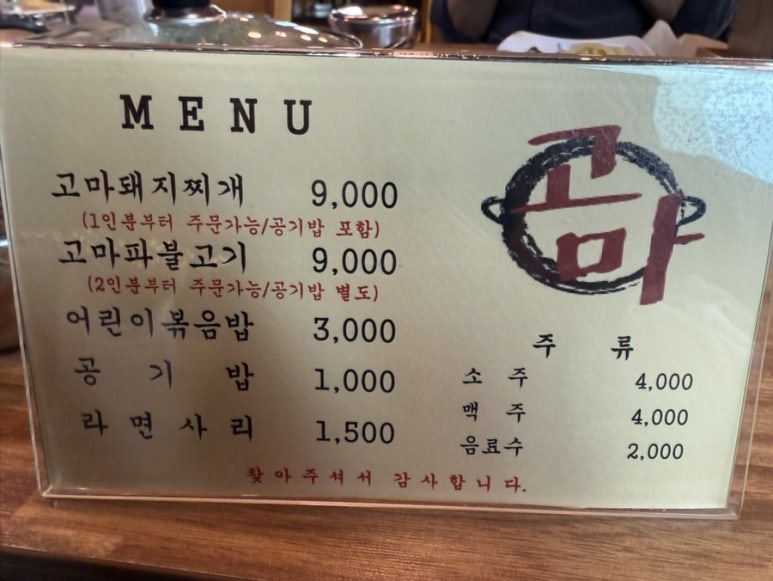 MENU
고마돼지찌개 9,000
(1인분부터 주문가능/공기밥 포함)
고마파불고기 9,000
(2인분부터 주문가능/공기밥 별도)
어린이볶음밥 3,000
공 기 밥 1,000
라 면 사 리 1,500
고마
주 류
소 주 4,000
맥 주 4,000
음료수 2,000
찾아주셔서 감사합니다.